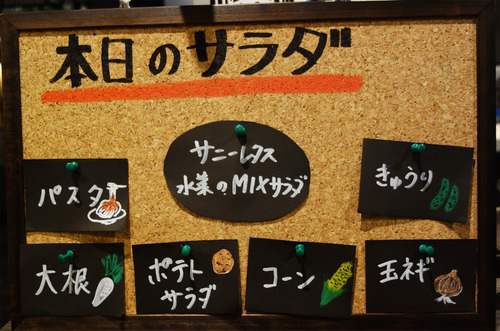 本日のサラダ
サニーレタス
水菜のMIXサラダ
パスタ
きゅうり
大根
ポテト
サラダ
コーン
玉ネギ